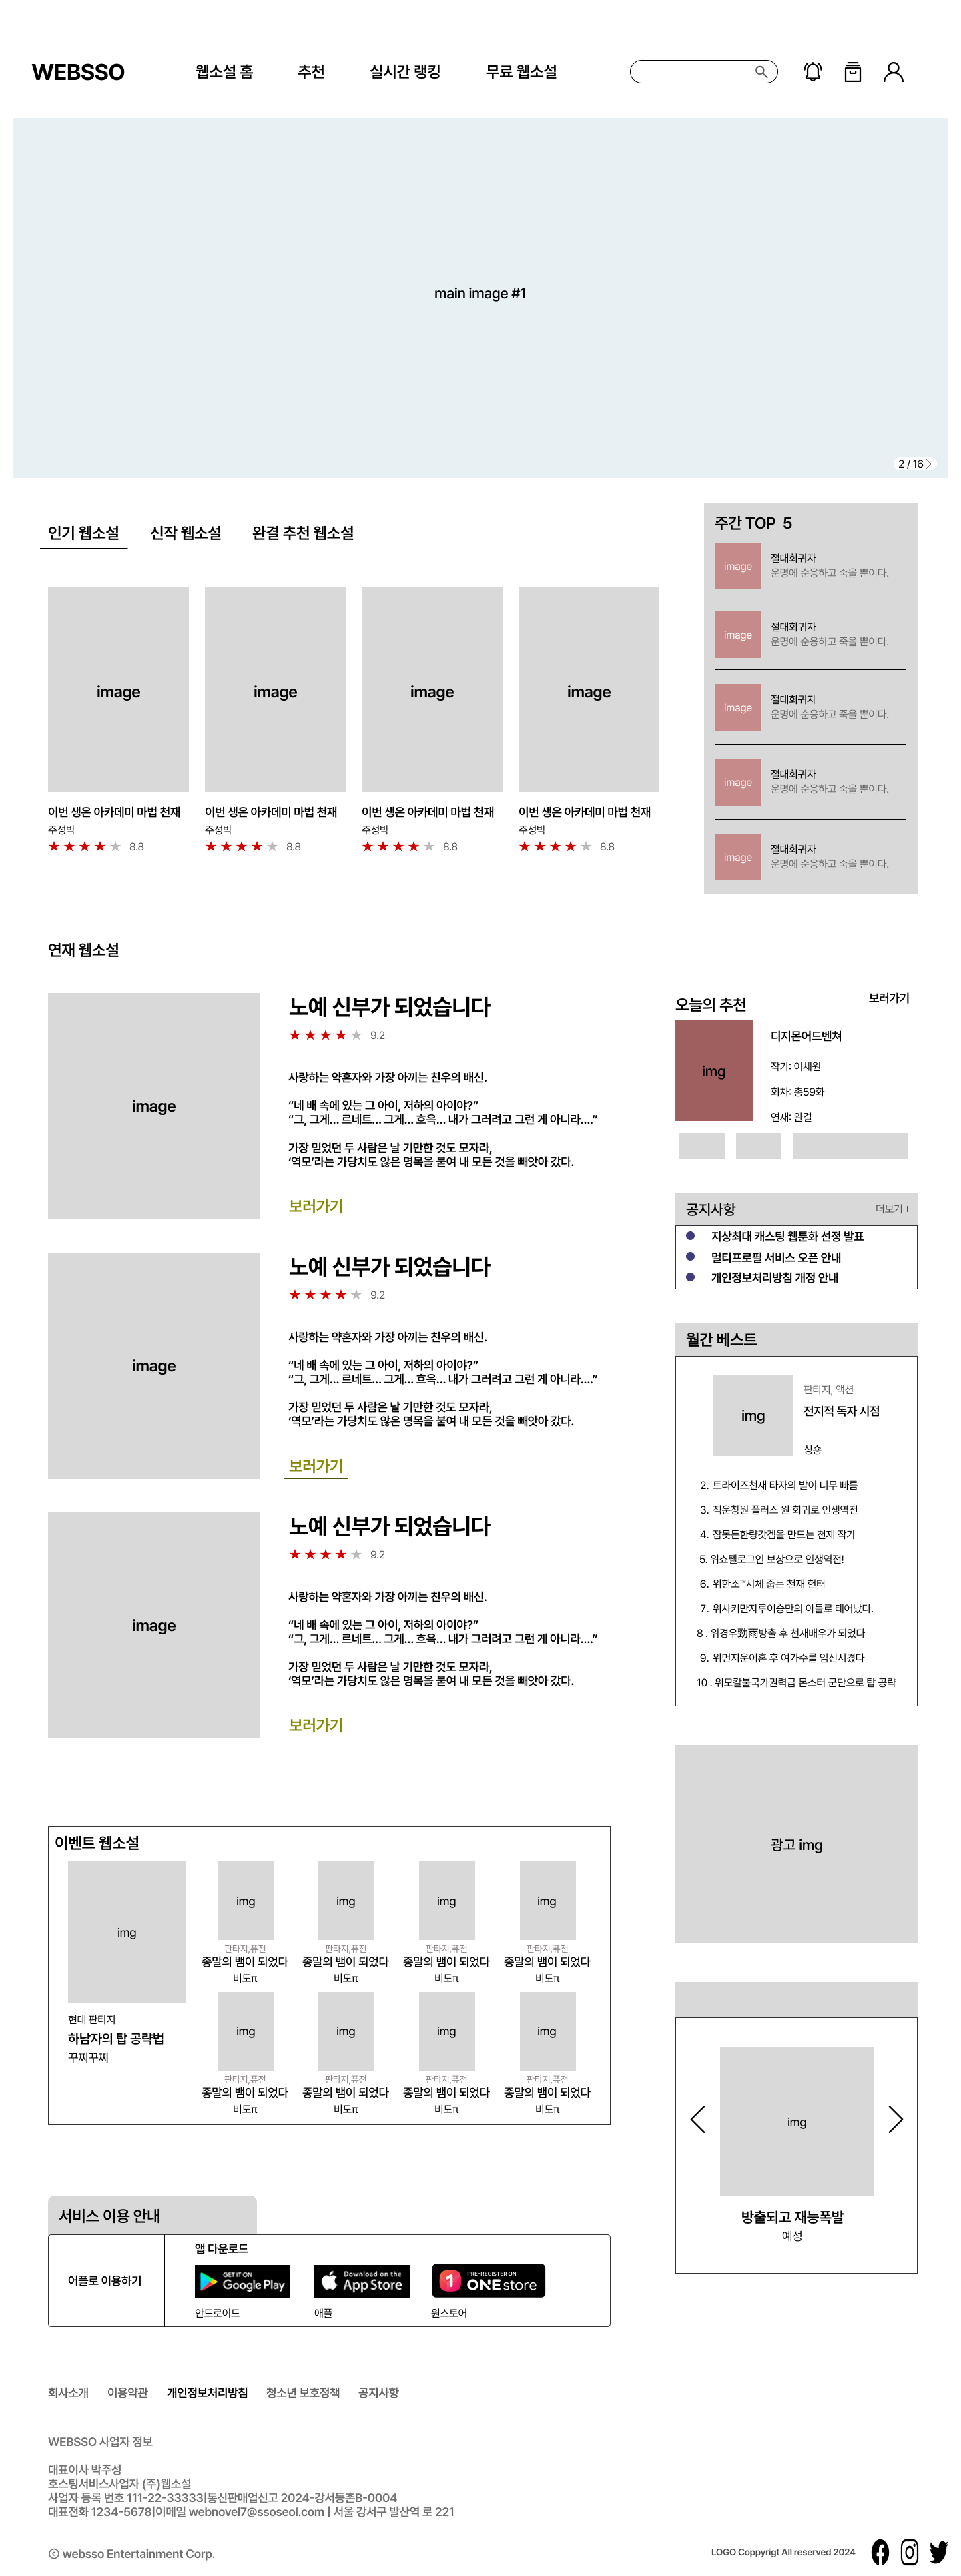 WEBSSO
웹소설 홈
추천
실시간 랭킹
무료 웹소설
main image #1
2 / 16
인기 웹소설
신작 웹소설
완결 추천 웹소설
image
image
image
image
이번 생은 아카데미 마법 천재
이번 생은 아카데미 마법 천재
이번 생은 아카데미 마법 천재
이번 생은 아카데미 마법 천재
주성박
주성박
주성박
주성박
8.8
8.8
8.8
8.8
주간 TOP 5
image
절대회귀자
운명에 순응하고 죽을 뿐이다.
image
절대회귀자
운명에 순응하고 죽을 뿐이다.
image
절대회귀자
운명에 순응하고 죽을 뿐이다.
image
절대회귀자
운명에 순응하고 죽을 뿐이다.
image
절대회귀자
운명에 순응하고 죽을 뿐이다.
연재 웹소설
image
노예 신부가 되었습니다
9.2
사랑하는 약혼자와 가장 아끼는 친우의 배신.
“네 배 속에 있는 그 아이, 저하의 아이야?”
“그, 그게... 르네트... 그게... 흐윽... 내가 그러려고 그런 게 아니라....”
가장 믿었던 두 사람은 날 기만한 것도 모자라,
‘역모’라는 가당치도 않은 명목을 붙여 내 모든 것을 빼앗아 갔다.
보러가기
image
노예 신부가 되었습니다
9.2
사랑하는 약혼자와 가장 아끼는 친우의 배신.
“네 배 속에 있는 그 아이, 저하의 아이야?”
“그, 그게... 르네트... 그게... 흐윽... 내가 그러려고 그런 게 아니라....”
가장 믿었던 두 사람은 날 기만한 것도 모자라,
‘역모’라는 가당치도 않은 명목을 붙여 내 모든 것을 빼앗아 갔다.
보러가기
image
노예 신부가 되었습니다
9.2
사랑하는 약혼자와 가장 아끼는 친우의 배신.
“네 배 속에 있는 그 아이, 저하의 아이야?”
“그, 그게... 르네트... 그게... 흐윽... 내가 그러려고 그런 게 아니라....”
가장 믿었던 두 사람은 날 기만한 것도 모자라,
‘역모’라는 가당치도 않은 명목을 붙여 내 모든 것을 빼앗아 갔다.
보러가기
오늘의 추천
보러가기
img
디지몬어드벤쳐
작가: 이채원
회차: 총59화
연재: 완결
공지사항
더보기 +
지상최대 캐스팅 웹툰화 선정 발표
멀티프로필 서비스 오픈 안내
개인정보처리방침 개정 안내
월간 베스트
img
판타지, 액션
전지적 독자 시점
싱숑
2. 트라이즈천재 타자의 발이 너무 빠름
3. 적운창원 플러스 원 회귀로 인생역전
4. 잠못든한량갓겜을 만드는 천재 작가
5. 위쇼텔로그인 보상으로 인생역전!
6. 위한소™시체 줍는 천재 헌터
7. 위사키만자루이승만의 아들로 태어났다.
8 . 위경우勁雨방출 후 천재배우가 되었다
9. 위먼지운이혼 후 여가수를 임신시켰다
10 . 위모칼불국가권력급 몬스터 군단으로 탑 공략
광고 img
img
방출되고 재능폭발
예성
이벤트 웹소설
img
현대 판타지
하남자의 탑 공략법
꾸찌꾸찌
img
img
img
img
판타지,퓨전
판타지,퓨전
판타지,퓨전
판타지,퓨전
종말의 뱀이 되었다
종말의 뱀이 되었다
종말의 뱀이 되었다
종말의 뱀이 되었다
비도π
비도π
비도π
비도π
img
img
img
img
판타지,퓨전
판타지,퓨전
판타지,퓨전
판타지,퓨전
종말의 뱀이 되었다
종말의 뱀이 되었다
종말의 뱀이 되었다
종말의 뱀이 되었다
비도π
비도π
비도π
비도π
서비스 이용 안내
어플로 이용하기
앱 다운로드
GET IT ON
Google Play
Download on the
App Store
PRE-REGISTER ON
ONE store
안드로이드
애플
원스토어
회사소개
이용약관
개인정보처리방침
청소년 보호정책
공지사항
WEBSSO 사업자 정보
대표이사 박주성
호스팅서비스사업자 (주)웹소설
사업자 등록 번호 111-22-33333|통신판매업신고 2024-강서등촌B-0004
대표전화 1234-5678|이메일 webnovel7@ssoseol.com | 서울 강서구 발산역 로 221
ⓒ websso Entertainment Corp.
LOGO Coppyrigt All reserved 2024